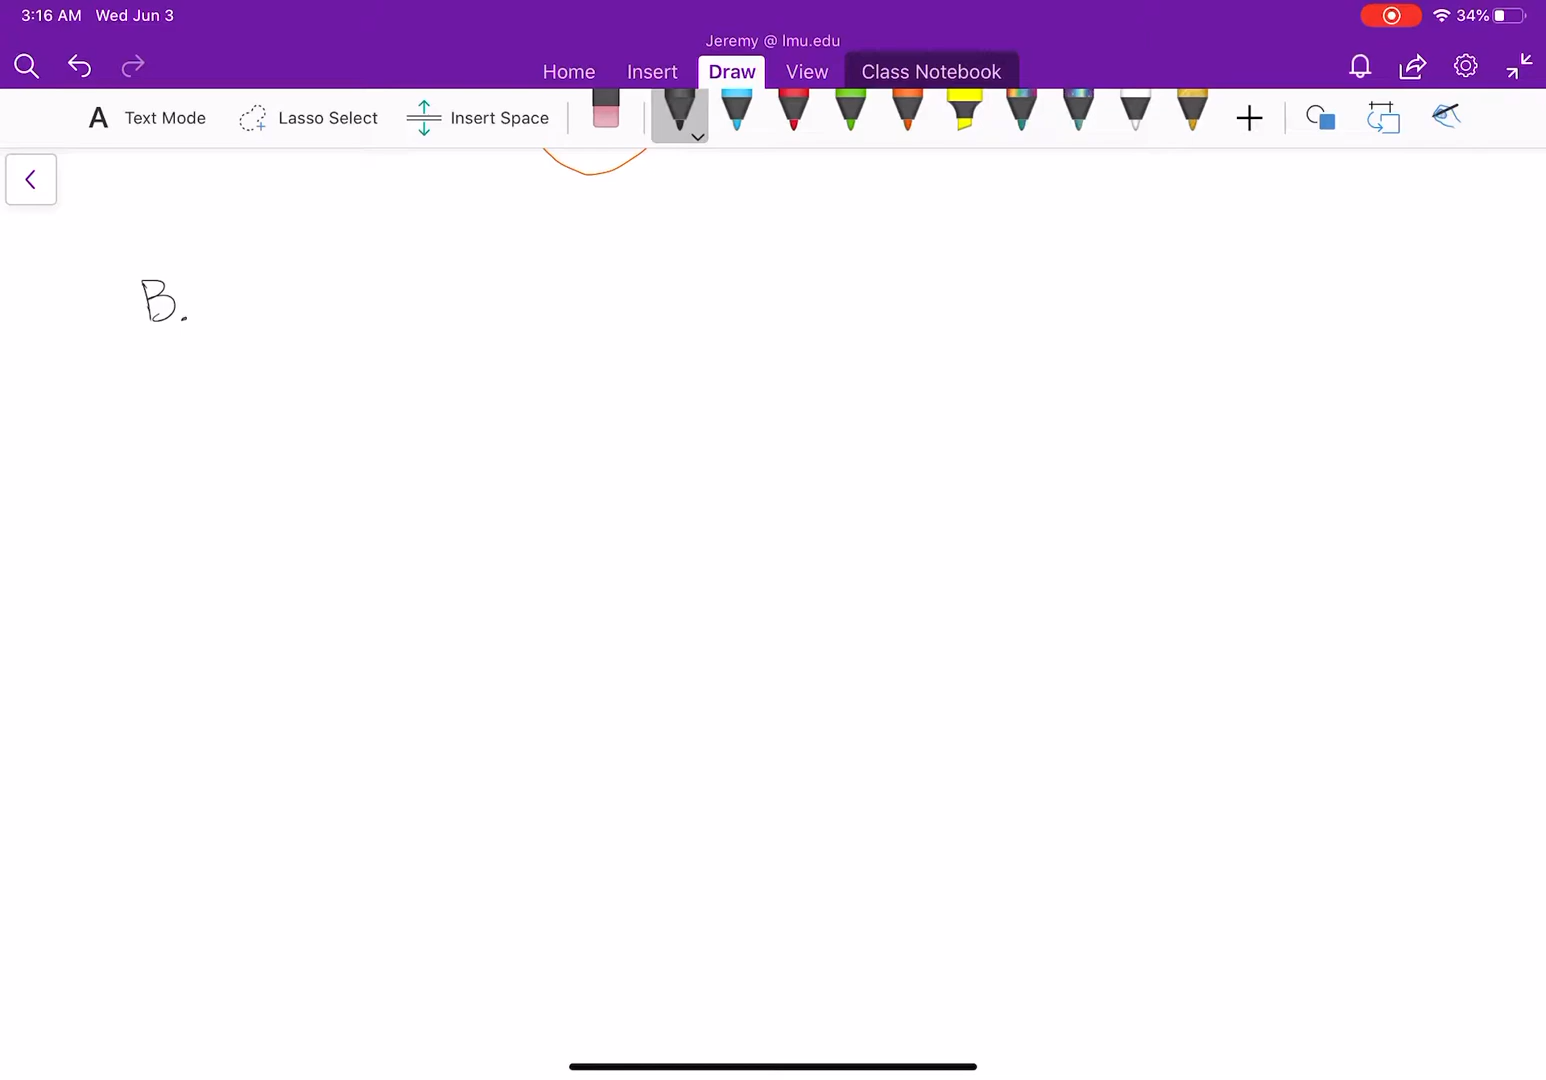 3:16 AM Wed Jun 3 34%
Jeremy @ lmu.edu
Home Insert Draw View Class Notebook
A Text Mode Lasso Select Insert Space
B.